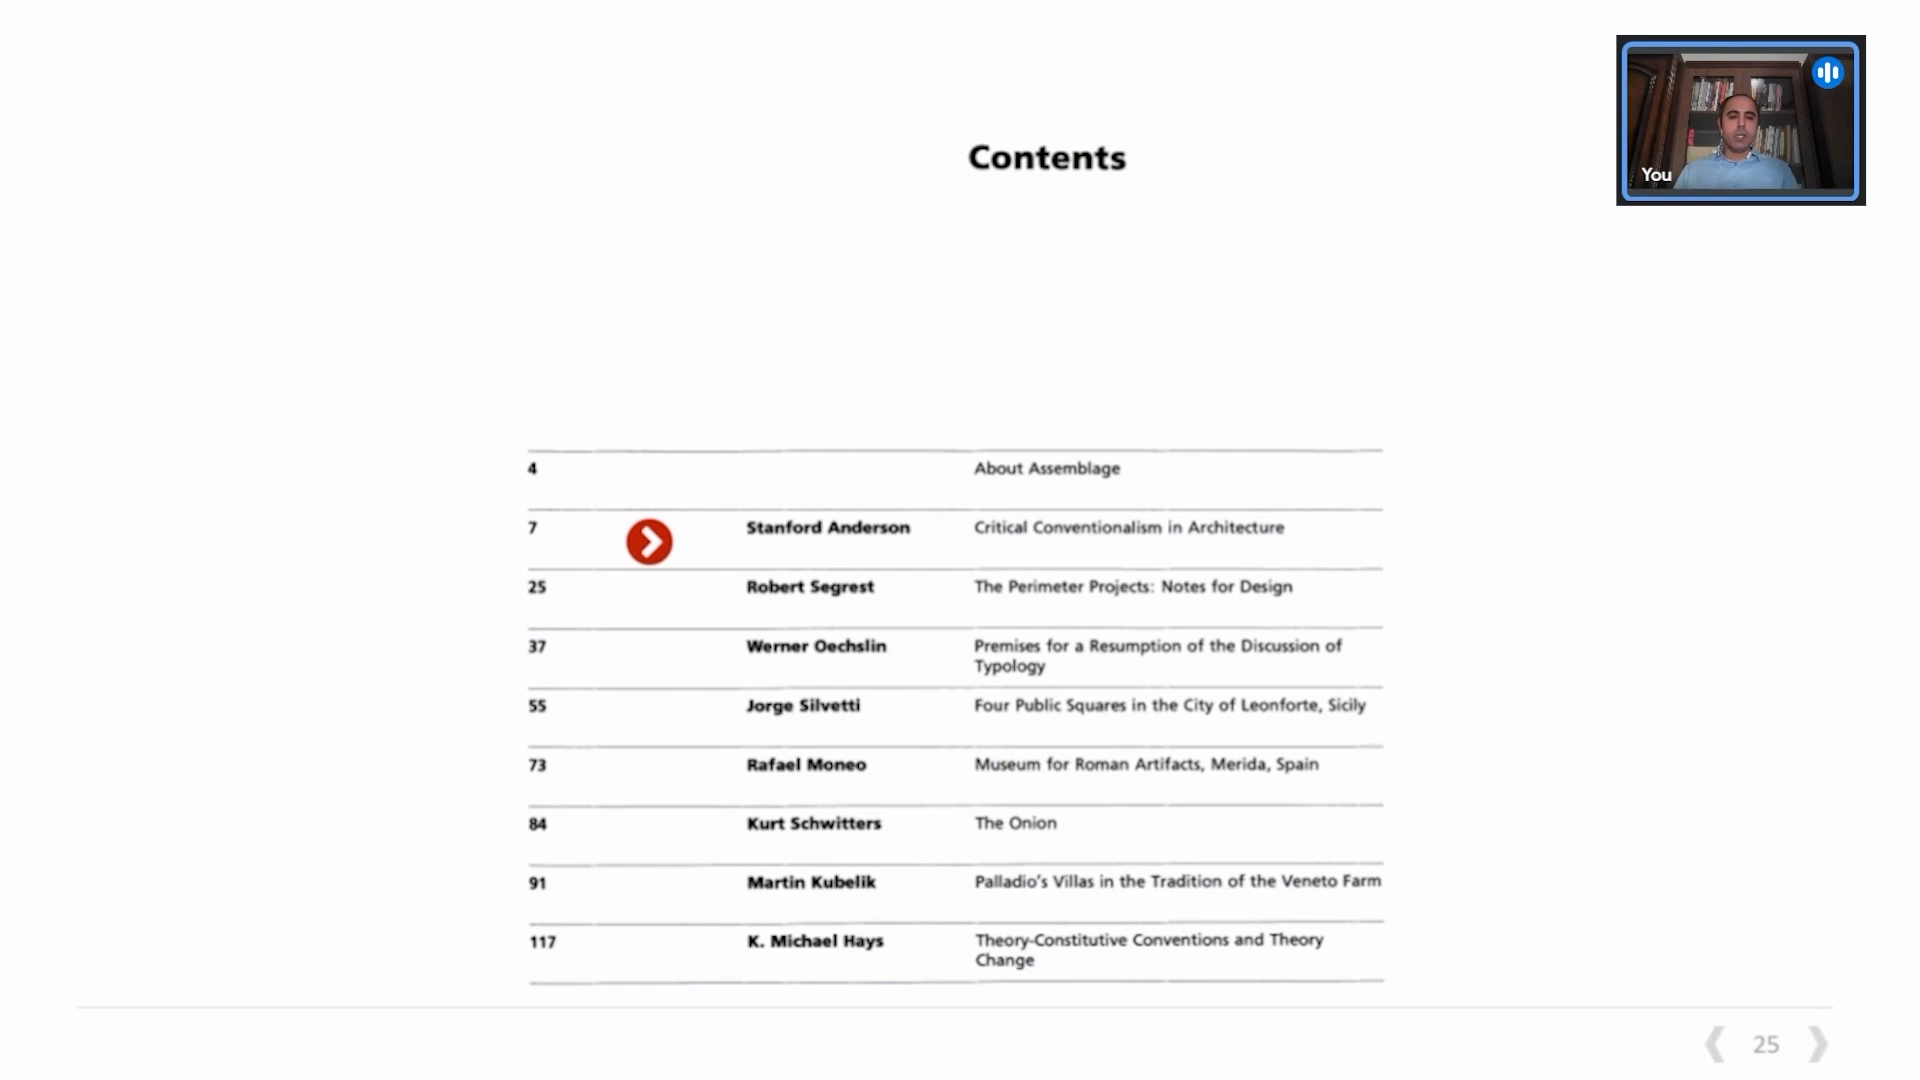 You
Contents
4 About Assemblage
7 Stanford Anderson Critical Conventionalism in Architecture
25 Robert Segrest The Perimeter Projects: Notes for Design
37 Werner Oechslin Premises for a Resumption of the Discussion of
Typology
55 Jorge Silvetti Four Public Squares in the City of Leonforte, Sicily
73 Rafael Moneo Museum for Roman Artifacts, Merida, Spain
84 Kurt Schwitters The Onion
91 Martin Kubelik Palladio's Villas in the Tradition of the Veneto Farm
117 K. Michael Hays Theory-Constitutive Conventions and Theory
Change
25